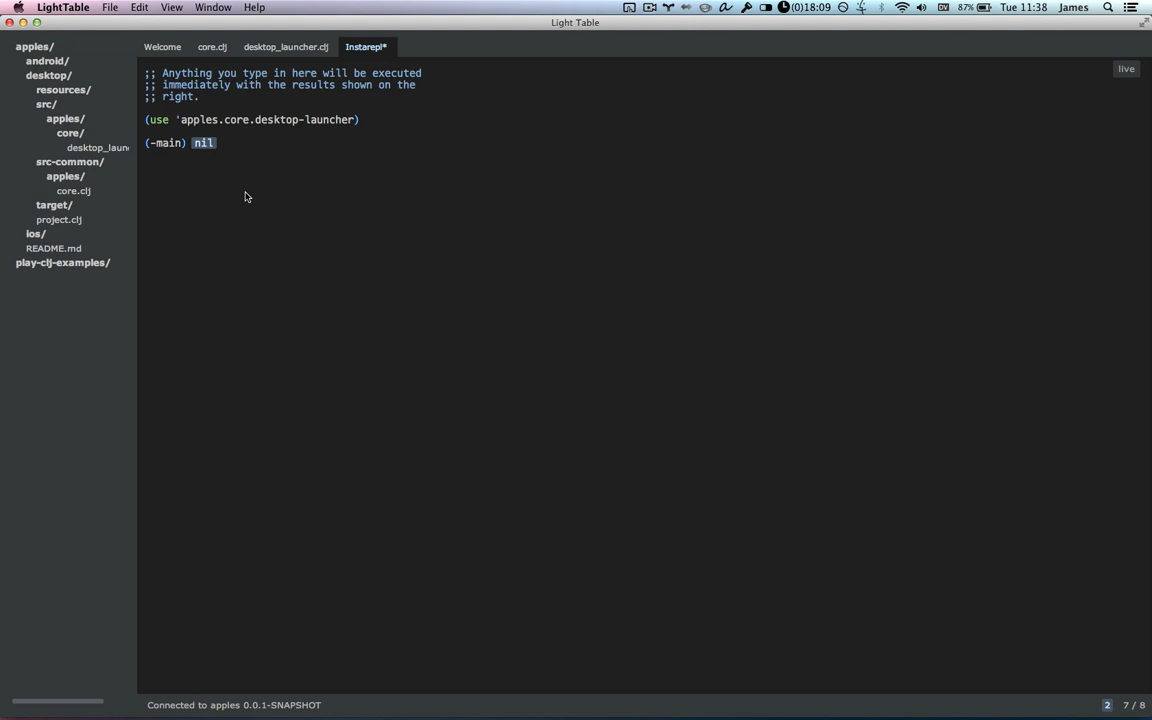 LightTable File Edit View Window Help (0)18:09 87% Tue 11:38 James
Light Table
apples/
android/
desktop/
resources/
src/
apples/
core/
desktop_laun
src-common/
apples/
core.clj
target/
project.clj
ios/
README.md
play-clj-examples/
Welcome core.clj desktop_launcher.clj Instarepl*
live
;; Anything you type in here will be executed
;; immediately with the results shown on the
;; right.
(use 'apples.core.desktop-launcher)
(-main) nil
Connected to apples 0.0.1-SNAPSHOT
2 7 / 8